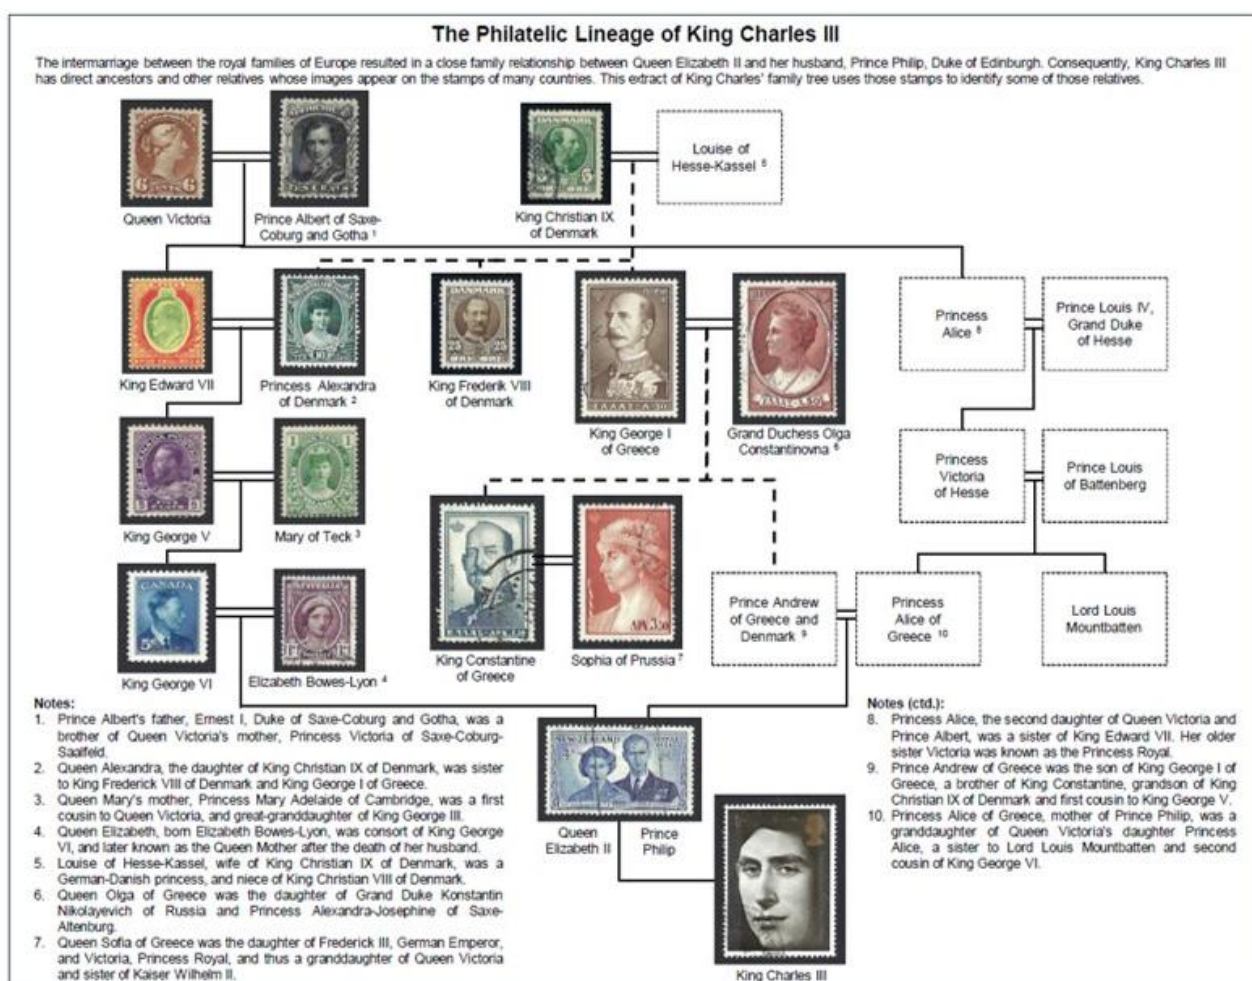 The Philatelic Lineage of King Charles III
The intermarriage between the royal families of Europe resulted in a close family relationship between Queen Elizabeth II and her husband, Prince Philip, Duke of Edinburgh. Consequently, King Charles III
has direct ancestors and other relatives whose images appear on the stamps of many countries. This extract of King Charles' family tree uses those stamps to identify some of those relatives.
6 CENTS 6
DANMARK
5 5
Louise of
Hesse-Kassel 5
Queen Victoria
Prince Albert of Saxe-
Coburg and Gotha 1
King Christian IX
of Denmark
DANMARK
25 25
Princess
Alice 8
Prince Louis IV,
Grand Duke
of Hesse
King Edward VII
Princess Alexandra
of Denmark 2
King Frederik VIII
of Denmark
King George I
of Greece
Grand Duchess Olga
Constantinovna 6
1 1
Princess
Victoria
of Hesse
Prince Louis
of Battenberg
King George V
Mary of Teck 3
CANADA
5
ΔΡΧ 3.50
Prince Andrew
of Greece and
Denmark 9
Princess
Alice of
Greece 10
Lord Louis
Mountbatten
King George VI
Elizabeth Bowes-Lyon 4
King Constantine
of Greece
Sophia of Prussia 7
Notes:
1. Prince Albert's father, Ernest I, Duke of Saxe-Coburg and Gotha, was a
brother of Queen Victoria's mother, Princess Victoria of Saxe-Coburg-
Saalfeld.
2. Queen Alexandra, the daughter of King Christian IX of Denmark, was sister
to King Frederick VIII of Denmark and King George I of Greece.
3. Queen Mary's mother, Princess Mary Adelaide of Cambridge, was a first
cousin to Queen Victoria, and great-granddaughter of King George III.
4. Queen Elizabeth, born Elizabeth Bowes-Lyon, was consort of King George
VI, and later known as the Queen Mother after the death of her husband.
5. Louise of Hesse-Kassel, wife of King Christian IX of Denmark, was a
German-Danish princess, and niece of King Christian VIII of Denmark.
6. Queen Olga of Greece was the daughter of Grand Duke Konstantin
Nikolayevich of Russia and Princess Alexandra-Josephine of Saxe-
Altenburg.
7. Queen Sofia of Greece was the daughter of Frederick III, German Emperor,
and Victoria, Princess Royal, and thus a granddaughter of Queen Victoria
and sister of Kaiser Wilhelm II.
NEW ZEALAND
Queen
Elizabeth II
Prince
Philip
King Charles III
Notes (ctd.):
8. Princess Alice, the second daughter of Queen Victoria and
Prince Albert, was a sister of King Edward VII. Her older
sister Victoria was known as the Princess Royal.
9. Prince Andrew of Greece was the son of King George I of
Greece, a brother of King Constantine, grandson of King
Christian IX of Denmark and first cousin to King George V.
10. Princess Alice of Greece, mother of Prince Philip, was a
granddaughter of Queen Victoria's daughter Princess
Alice, a sister to Lord Louis Mountbatten and second
cousin of King George VI.